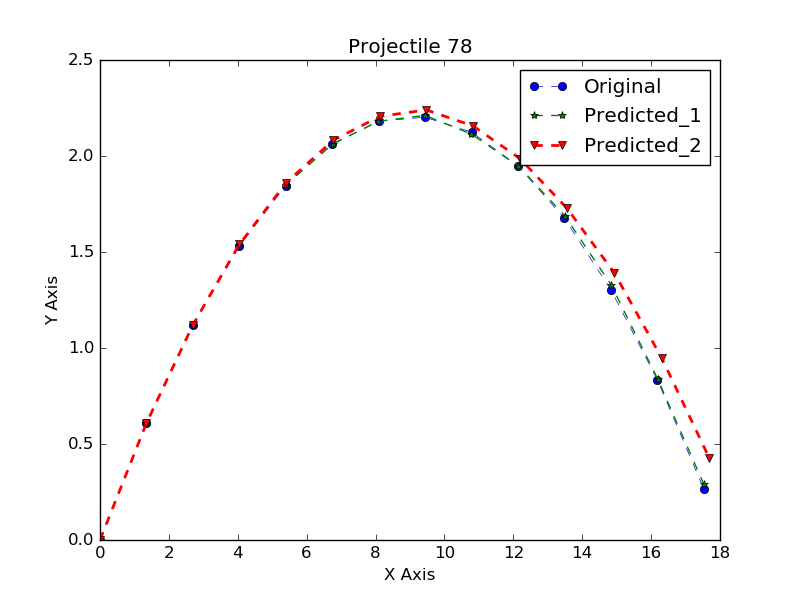 Projectile 78
2.5
2.0
1.5
1.0
0.5
0.0
Y Axis
Original
Predicted_1
Predicted_2
0 2 4 6 8 10 12 14 16 18
X Axis